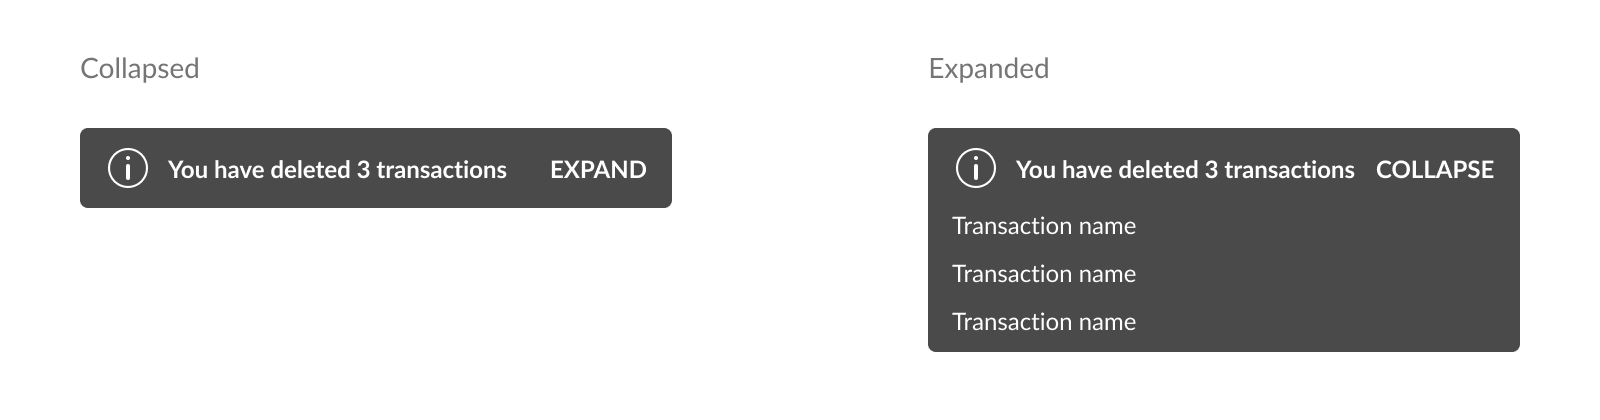 Collapsed
You have deleted 3 transactions EXPAND
Expanded
You have deleted 3 transactions COLLAPSE
Transaction name
Transaction name
Transaction name